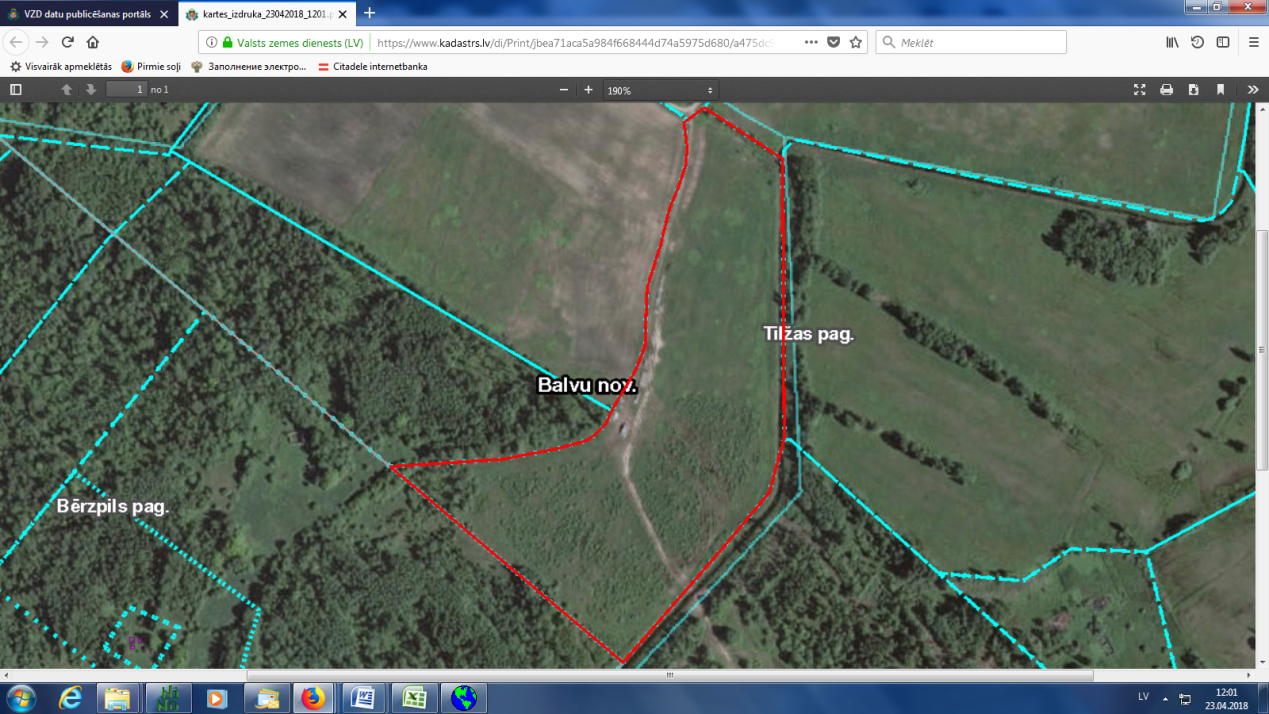 VZD datu publicēšanas portāls
kartes_izdruka_23042018_1201.p
Valsts zemes dienests (LV)
https://www.kadastrs.lv/di/Print/jbea71aca5a984f668444d74a5975d680/a475dc5
Meklēt
Visvairāk apmeklētās
Pirmie soļi
Заполнение электро...
Citadele internetbanka
1 no 1
190%
Tilžas pag.
Balvu nov.
Bērzpils pag.
LV
12:01
23.04.2018